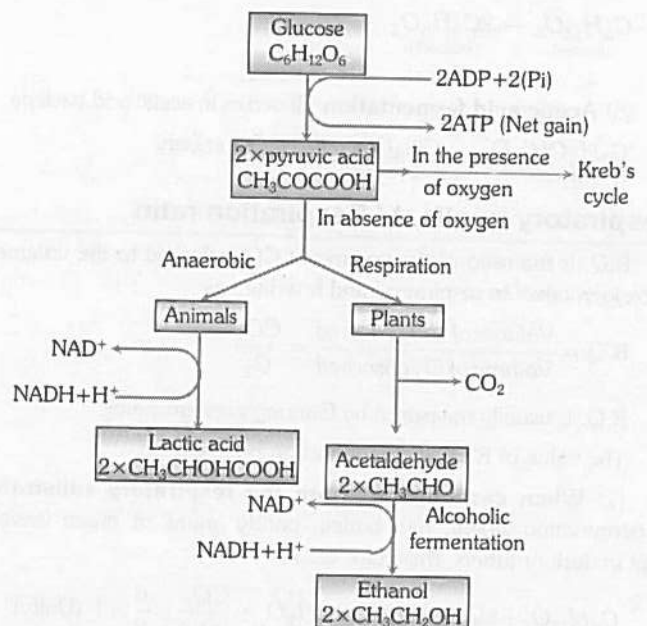 Glucose
C₆H₁₂O₆
2ADP+2(Pi)
2ATP (Net gain)
2×pyruvic acid
CH₃COCOOH
In the presence
of oxygen
Kreb's
cycle
In absence of oxygen
Anaerobic
Respiration
Animals
Plants
NAD⁺
NADH+H⁺
CO₂
Lactic acid
2×CH₃CHOHCOOH
Acetaldehyde
2×CH₃CHO
NAD⁺
NADH+H⁺
Alcoholic
fermentation
Ethanol
2×CH₃CH₂OH